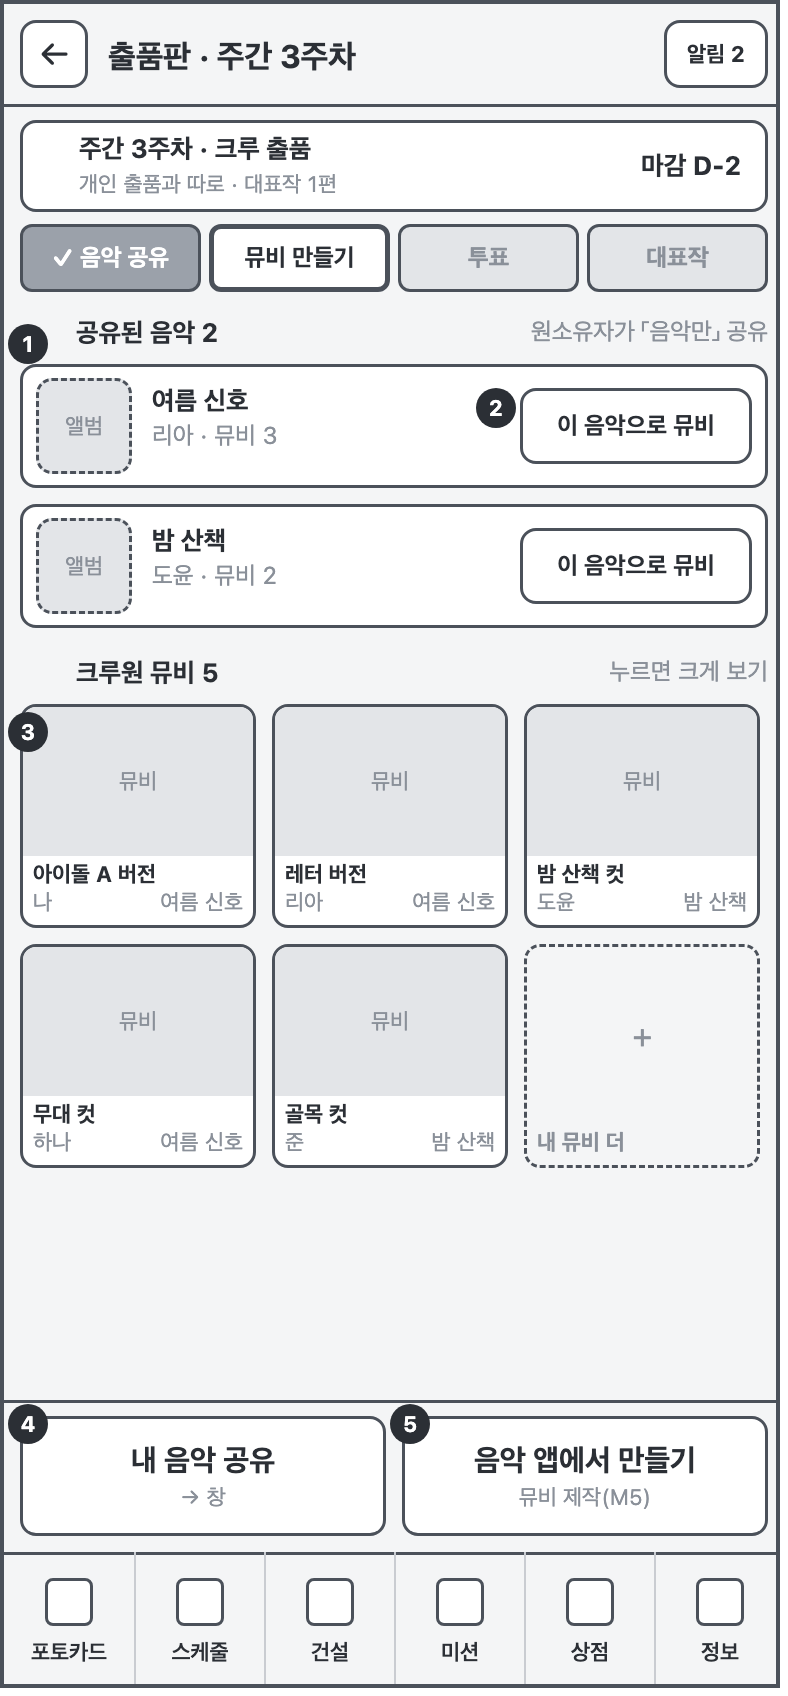 출품판 · 주간 3주차
알림 2
주간 3주차 · 크루 출품
개인 출품과 따로 · 대표작 1편
마감 D-2
✓ 음악 공유
뮤비 만들기
투표
대표작
1
공유된 음악 2
원소유자가 「음악만」 공유
앨범
여름 신호
리아 · 뮤비 3
2
이 음악으로 뮤비
앨범
밤 산책
도윤 · 뮤비 2
이 음악으로 뮤비
크루원 뮤비 5
누르면 크게 보기
3
뮤비
아이돌 A 버전
나 여름 신호
뮤비
레터 버전
리아 여름 신호
뮤비
밤 산책 컷
도윤 밤 산책
뮤비
무대 컷
하나 여름 신호
뮤비
골목 컷
준 밤 산책
+
내 뮤비 더
4
내 음악 공유
→ 창
5
음악 앱에서 만들기
뮤비 제작(M5)
포토카드
스케줄
건설
미션
상점
정보